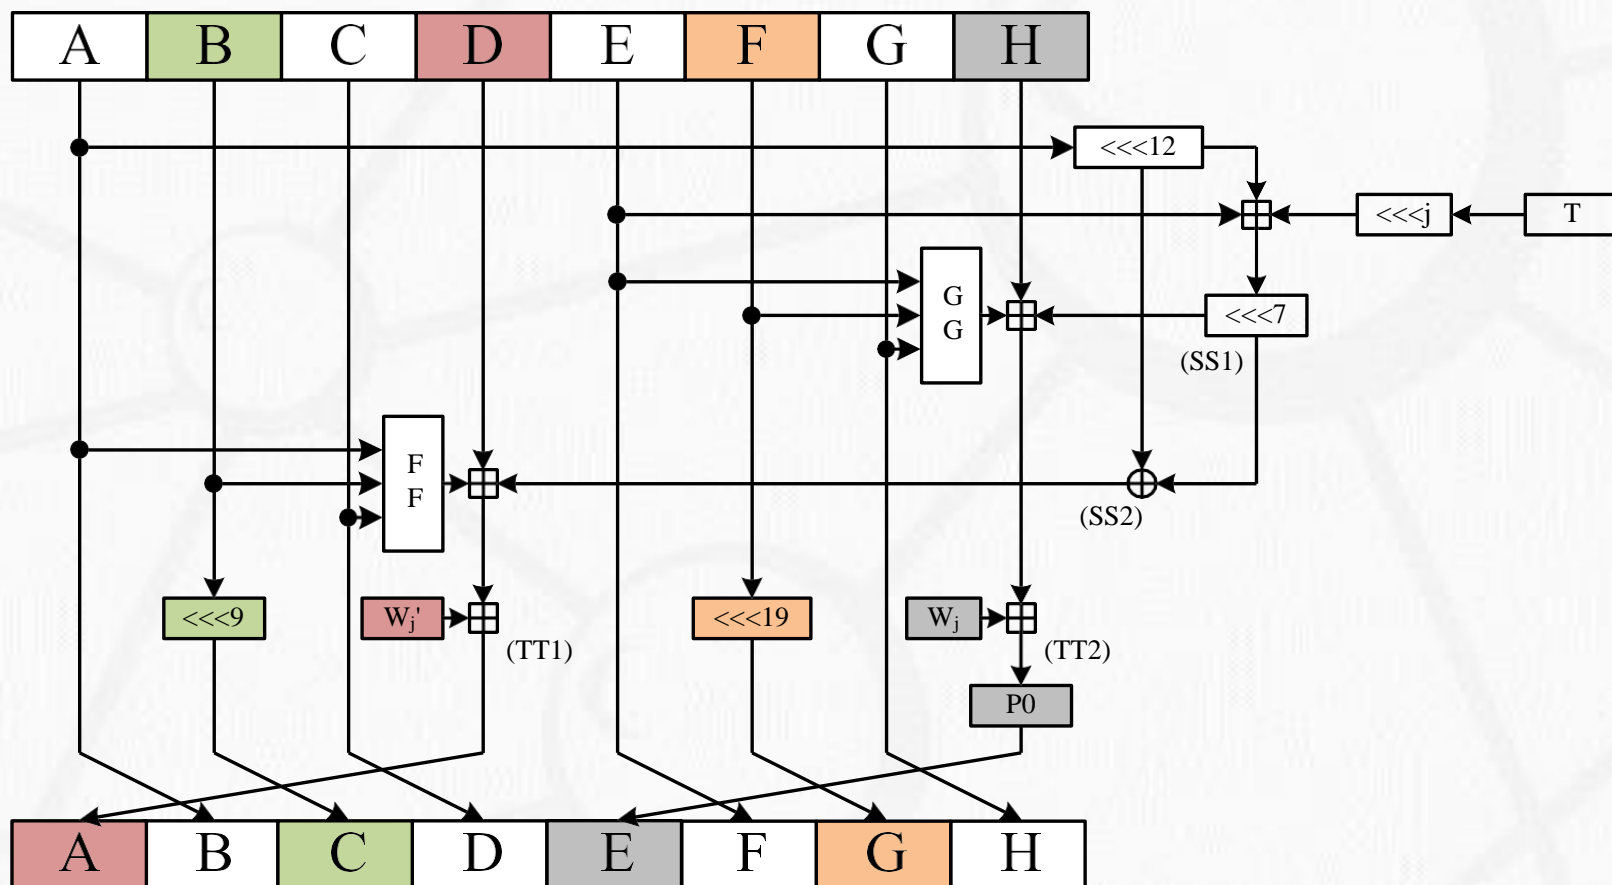 A B C D E F G H
<<<12
<<<j T
G
G
<<<7
(SS1)
F
F
(SS2)
<<<9 Wj' <<<19 Wj
(TT1) (TT2)
P0
A B C D E F G H